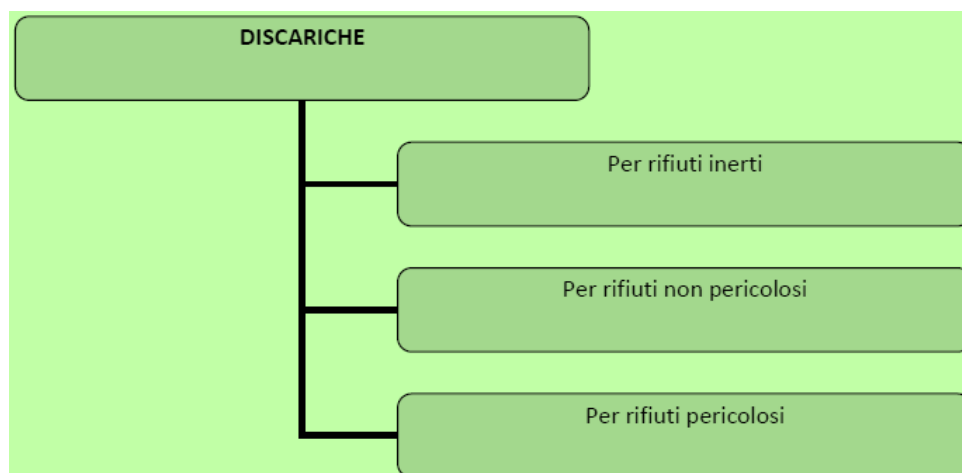 DISCARICHE
Per rifiuti inerti
Per rifiuti non pericolosi
Per rifiuti pericolosi